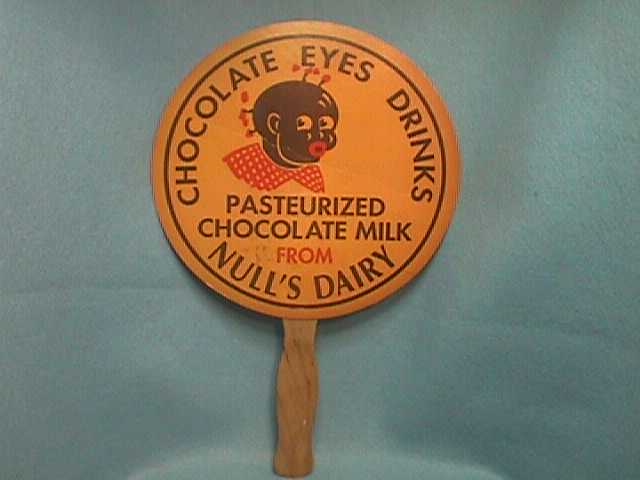 CHOCOLATE EYES DRINKS
PASTEURIZED
CHOCOLATE MILK
FROM
NULL'S DAIRY